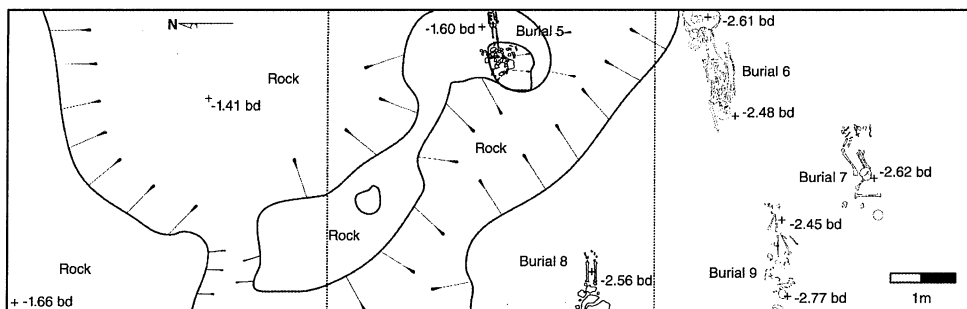 N
-1.60 bd
Burial 5
-2.61 bd
Rock
Burial 6
-1.41 bd
-2.48 bd
Rock
Burial 7
-2.62 bd
-2.45 bd
Rock
Rock
Burial 8
-2.56 bd
Burial 9
-1.66 bd
-2.77 bd
1m